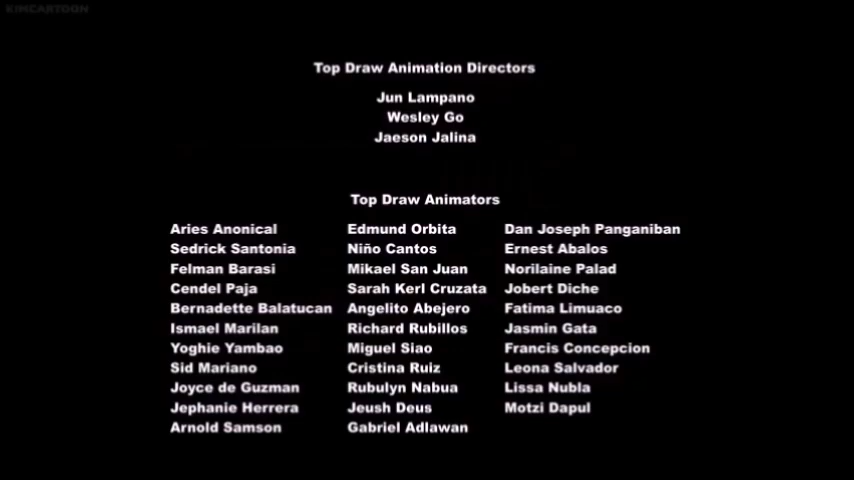 KIMCARTOON
Top Draw Animation Directors
Jun Lampano
Wesley Go
Jaeson Jalina
Top Draw Animators
Aries Anonical Edmund Orbita Dan Joseph Panganiban
Sedrick Santonia Niño Cantos Ernest Abalos
Felman Barasi Mikael San Juan Norilaine Palad
Cendel Paja Sarah Kerl Cruzata Jobert Diche
Bernadette Balatucan Angelito Abejero Fatima Limuaco
Ismael Marilan Richard Rubillos Jasmin Gata
Yoghie Yambao Miguel Siao Francis Concepcion
Sid Mariano Cristina Ruiz Leona Salvador
Joyce de Guzman Rubulyn Nabua Lissa Nubla
Jephanie Herrera Jeush Deus Motzi Dapul
Arnold Samson Gabriel Adlawan